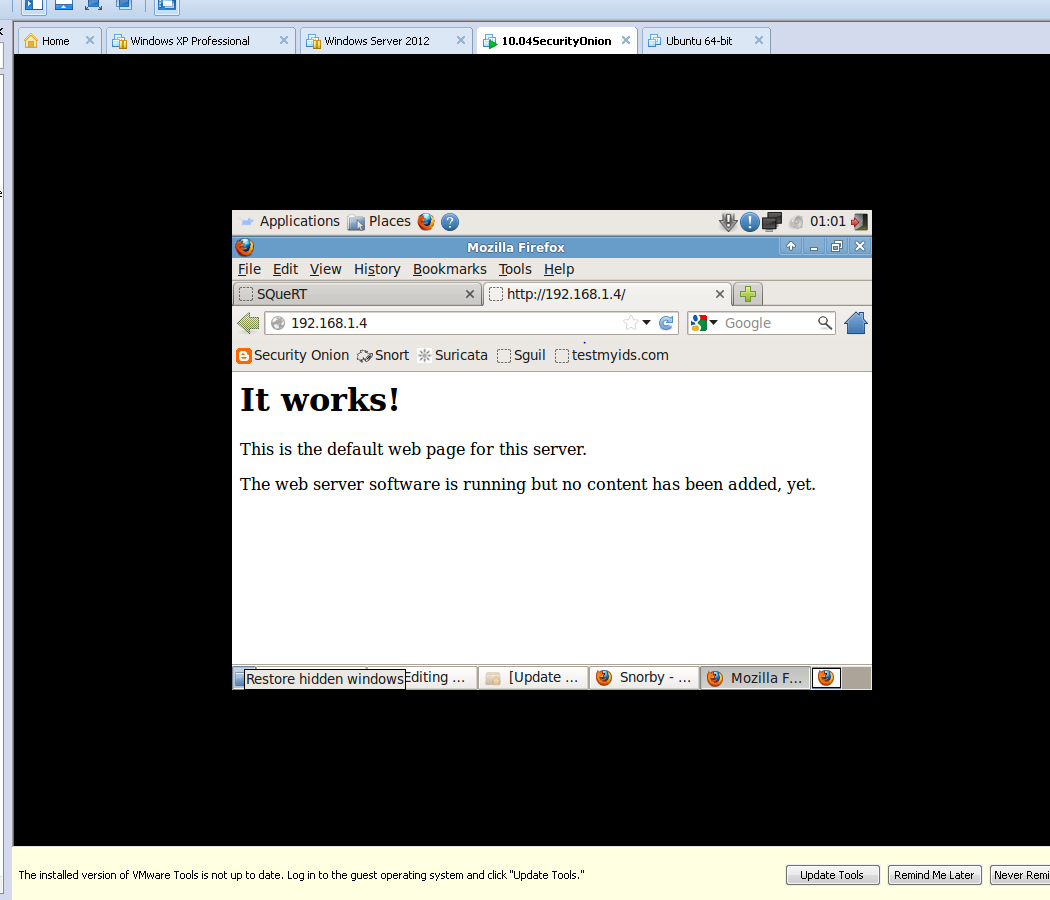 Home Windows XP Professional Windows Server 2012 10.04SecurityOnion Ubuntu 64-bit
Applications Places 01:01
Mozilla Firefox
File Edit View History Bookmarks Tools Help
SQueRT http://192.168.1.4/
192.168.1.4 Google
Security Onion Snort Suricata Sguil testmyids.com
It works!
This is the default web page for this server.
The web server software is running but no content has been added, yet.
Restore hidden windows Editing ... [Update ... Snorby - ... Mozilla F...
The installed version of VMware Tools is not up to date. Log in to the guest operating system and click "Update Tools." Update Tools Remind Me Later Never Remi